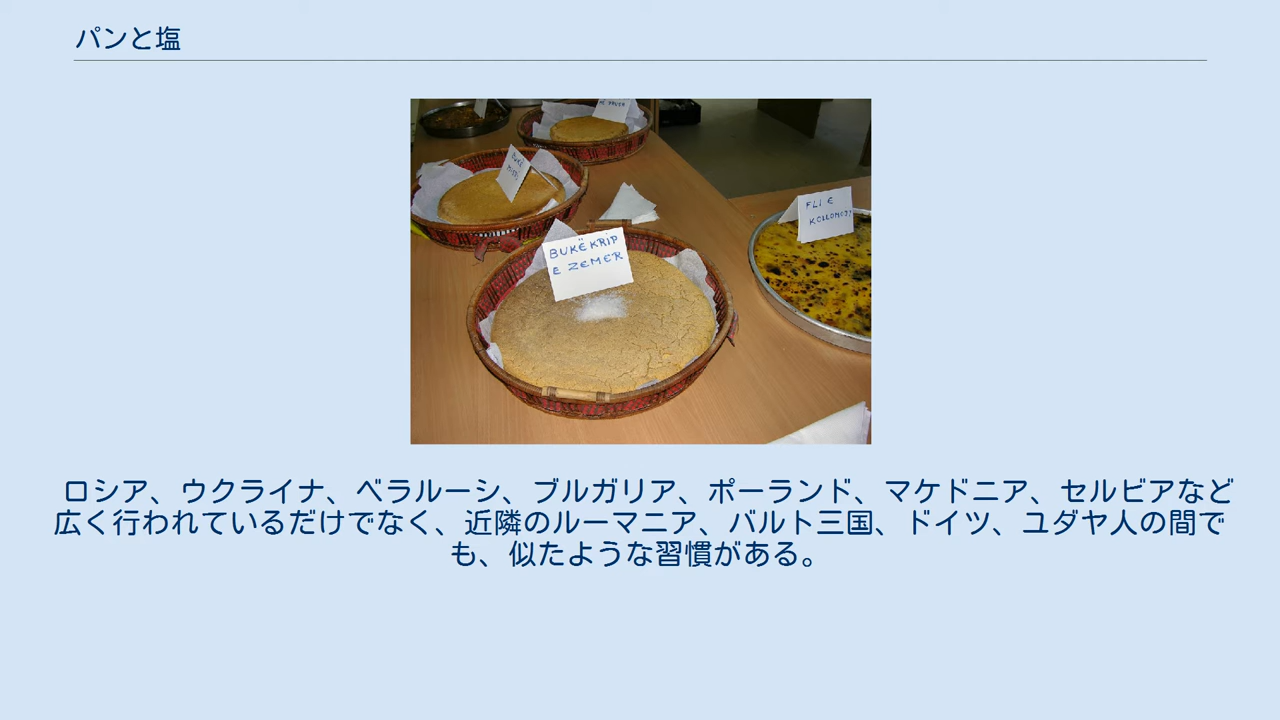 パンと塩
BUKË KRIP
E ZEMER
FLI E
ロシア、ウクライナ、ベラルーシ、ブルガリア、ポーランド、マケドニア、セルビアなど
広く行われているだけでなく、近隣のルーマニア、バルト三国、ドイツ、ユダヤ人の間で
も、似たような習慣がある。